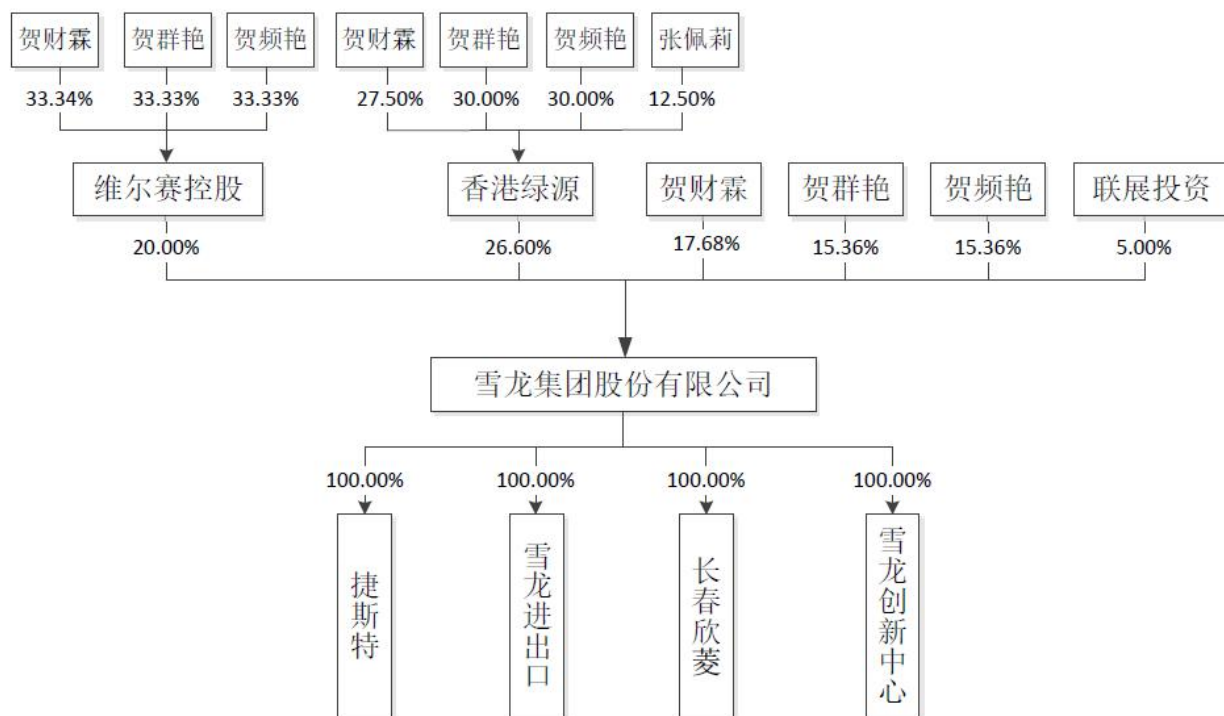 贺财霖 贺群艳 贺频艳 贺财霖 贺群艳 贺频艳 张佩莉
33.34% 33.33% 33.33% 27.50% 30.00% 30.00% 12.50%
维尔赛控股 香港绿源 贺财霖 贺群艳 贺频艳 联展投资
20.00% 26.60% 17.68% 15.36% 15.36% 5.00%
雪龙集团股份有限公司
100.00% 100.00% 100.00% 100.00%
捷斯特 雪龙进出口 长春欣菱 雪龙创新中心